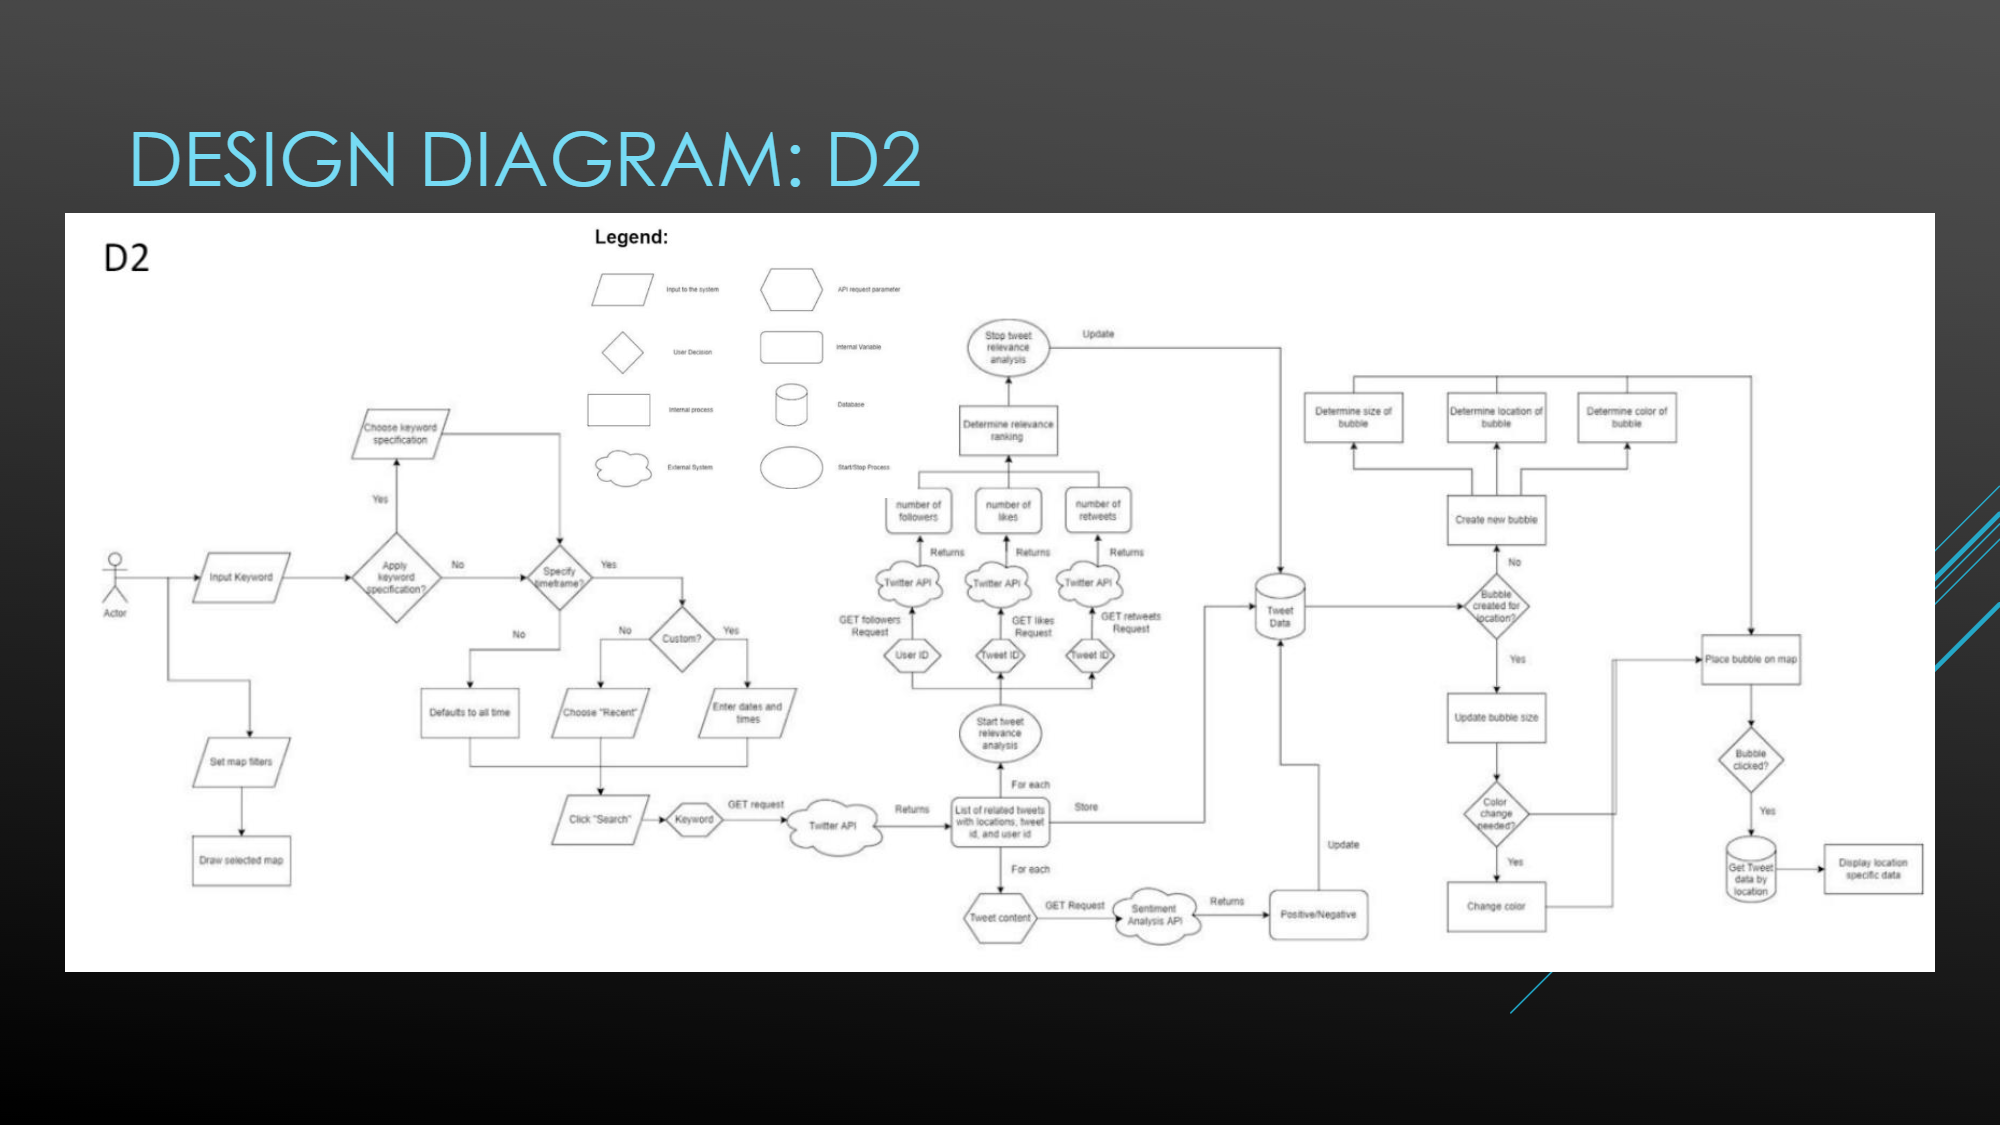 DESIGN DIAGRAM: D2
D2
Legend:
Input to the system
API request parameter
User Decision
Internal Variable
Internal process
Database
External System
Start/Stop Process
Actor
Input Keyword
Set map filters
Draw selected map
Choose keyword
specification
Yes
Apply
keyword
specification?
No
Specify
timeframe?
Yes
No
Custom?
No
Yes
Defaults to all time
Choose "Recent"
Enter dates and
times
Click "Search"
Keyword
GET request
Twitter API
Returns
List of related tweets
with locations, tweet
id, and user id
For each
Start tweet
relevance
analysis
User ID
Tweet ID
Tweet ID
GET followers
Request
GET likes
Request
GET retweets
Request
Twitter API
Twitter API
Twitter API
Returns
Returns
Returns
number of
followers
number of
likes
number of
retweets
Determine relevance
ranking
Stop tweet
relevance
analysis
Update
Store
For each
Tweet content
GET Request
Sentiment
Analysis API
Returns
Positive/Negative
Update
Tweet
Data
Bubble
created for
location?
No
Create new bubble
Determine size of
bubble
Determine location of
bubble
Determine color of
bubble
Yes
Update bubble size
Color
change
needed?
Yes
Change color
Place bubble on map
Bubble
clicked?
Yes
Get Tweet
data by
location
Display location
specific data